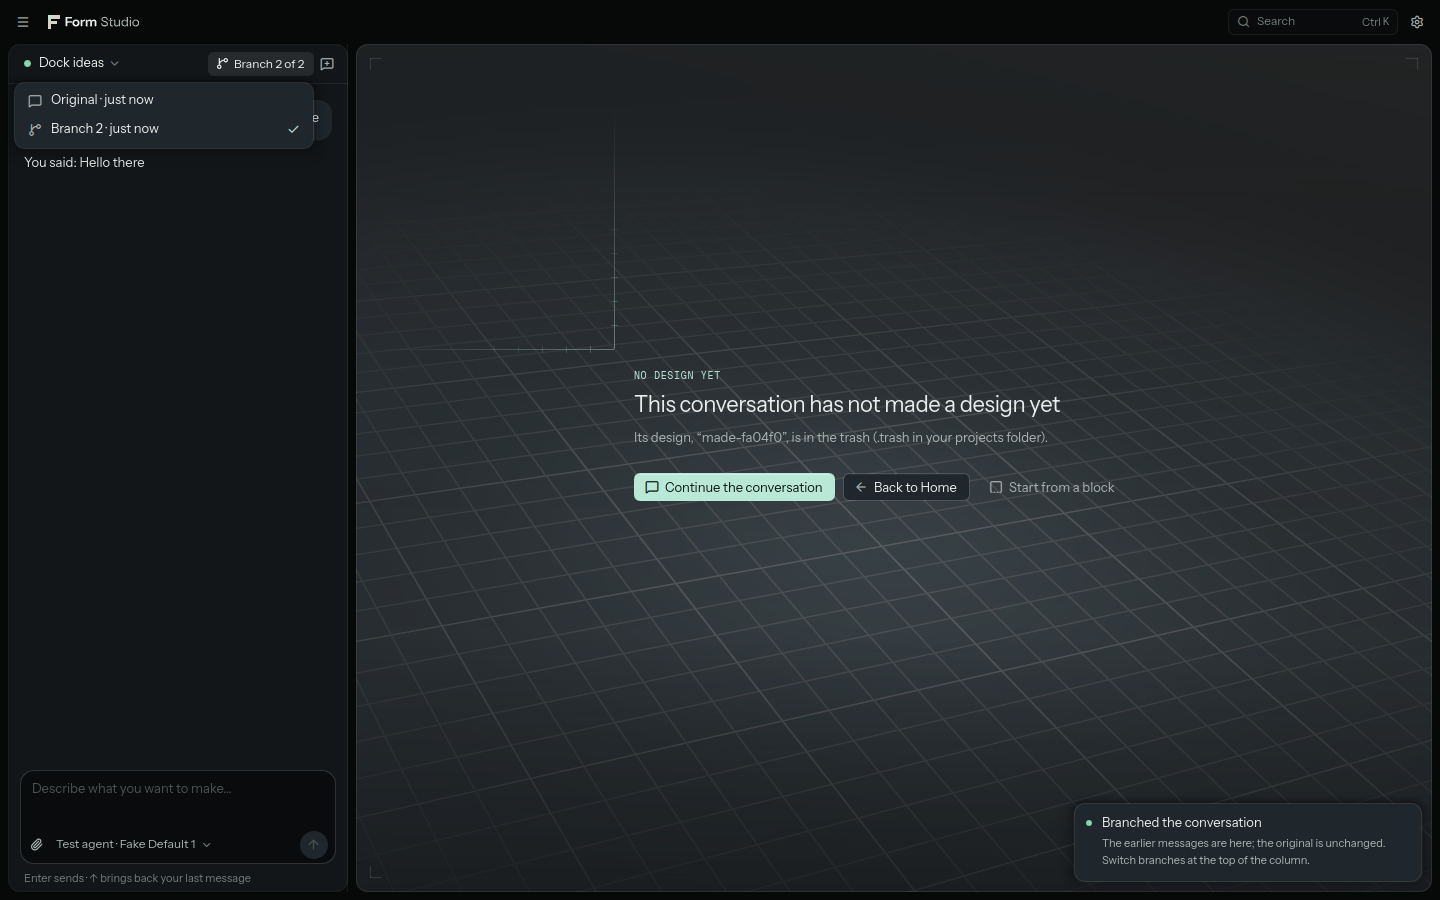 Form Studio
Search Ctrl K
Dock ideas
Branch 2 of 2
Original · just now
Branch 2 · just now
You said: Hello there
NO DESIGN YET
This conversation has not made a design yet
Its design, “made-fa04f0”, is in the trash (.trash in your projects folder).
Continue the conversation
Back to Home
Start from a block
Describe what you want to make...
Test agent · Fake Default 1
Enter sends · ↑ brings back your last message
Branched the conversation
The earlier messages are here; the original is unchanged.
Switch branches at the top of the column.